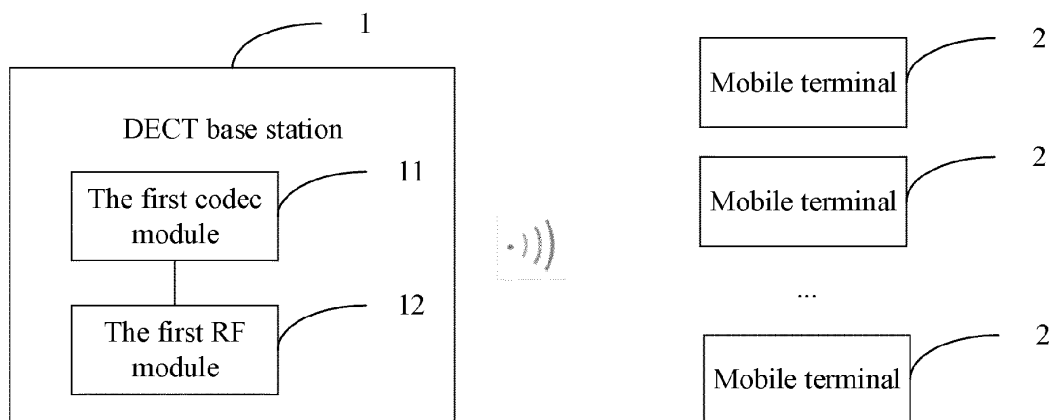 1
DECT base station
11
The first codec
module
12
The first RF
module
2
Mobile terminal
2
Mobile terminal
...
2
Mobile terminal